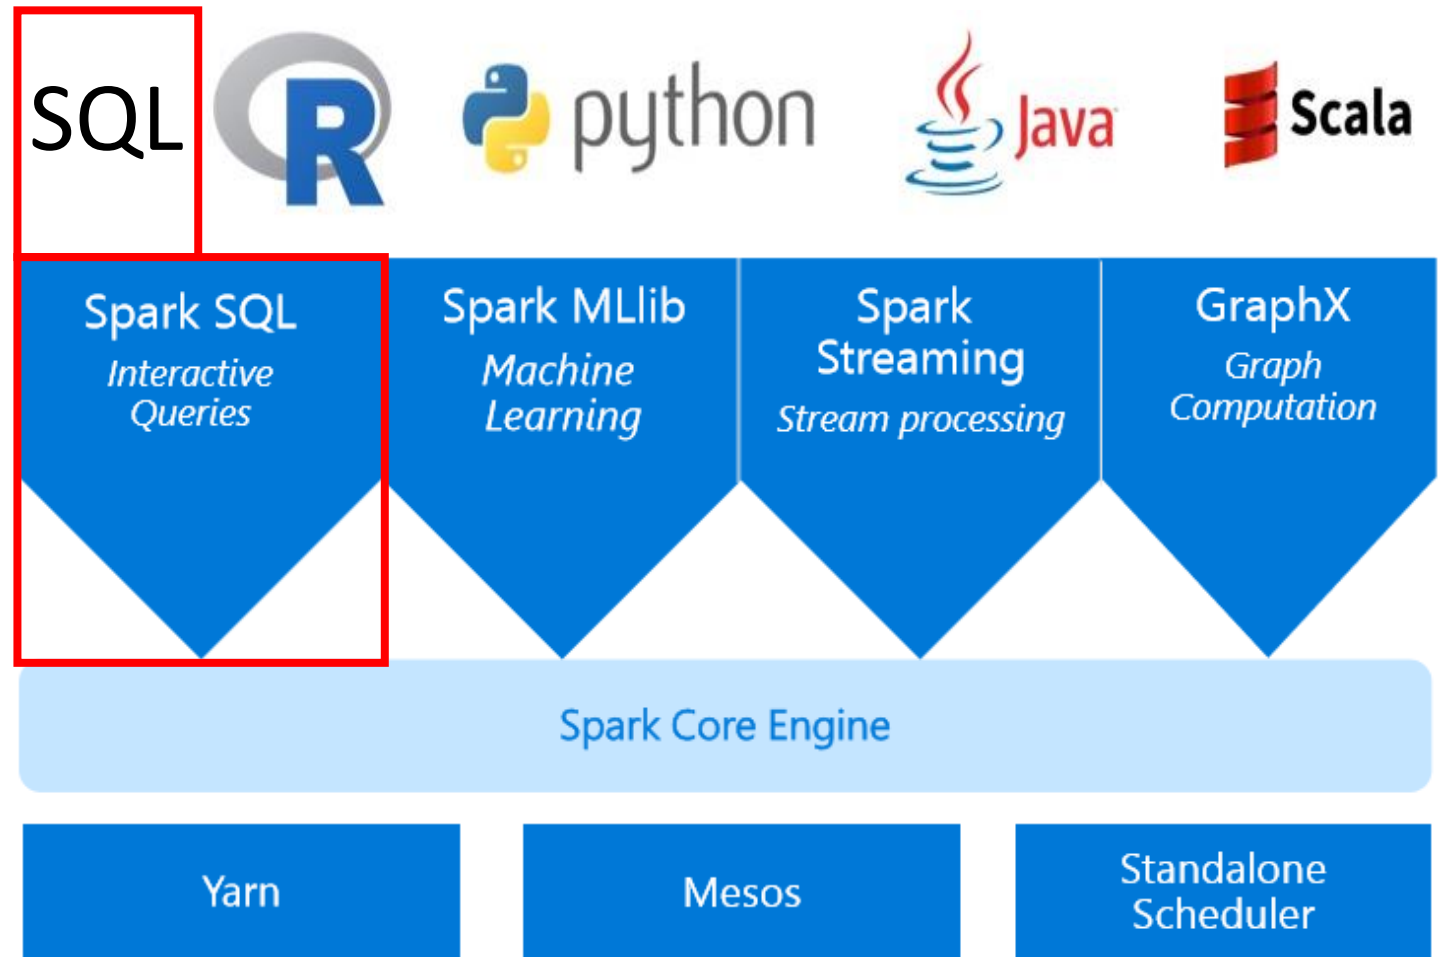 SQL
R
python
Java
Scala
Spark SQL
Interactive
Queries
Spark MLlib
Machine
Learning
Spark
Streaming
Stream processing
GraphX
Graph
Computation
Spark Core Engine
Yarn
Mesos
Standalone
Scheduler